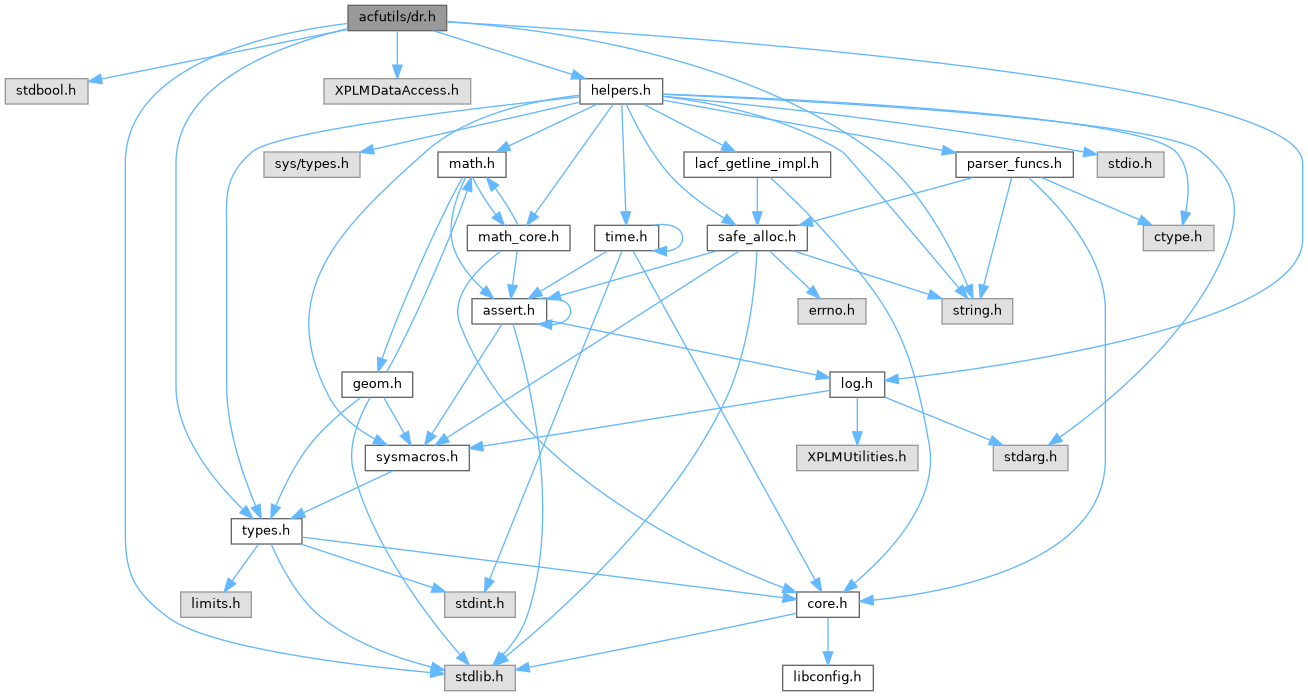 acfutils/dr.h
stdbool.h
XPLMDataAccess.h
helpers.h
sys/types.h
math.h
lacf_getline_impl.h
parser_funcs.h
stdio.h
math_core.h
time.h
safe_alloc.h
ctype.h
assert.h
errno.h
string.h
geom.h
log.h
sysmacros.h
XPLMUtilities.h
stdarg.h
types.h
limits.h
stdint.h
core.h
stdlib.h
libconfig.h